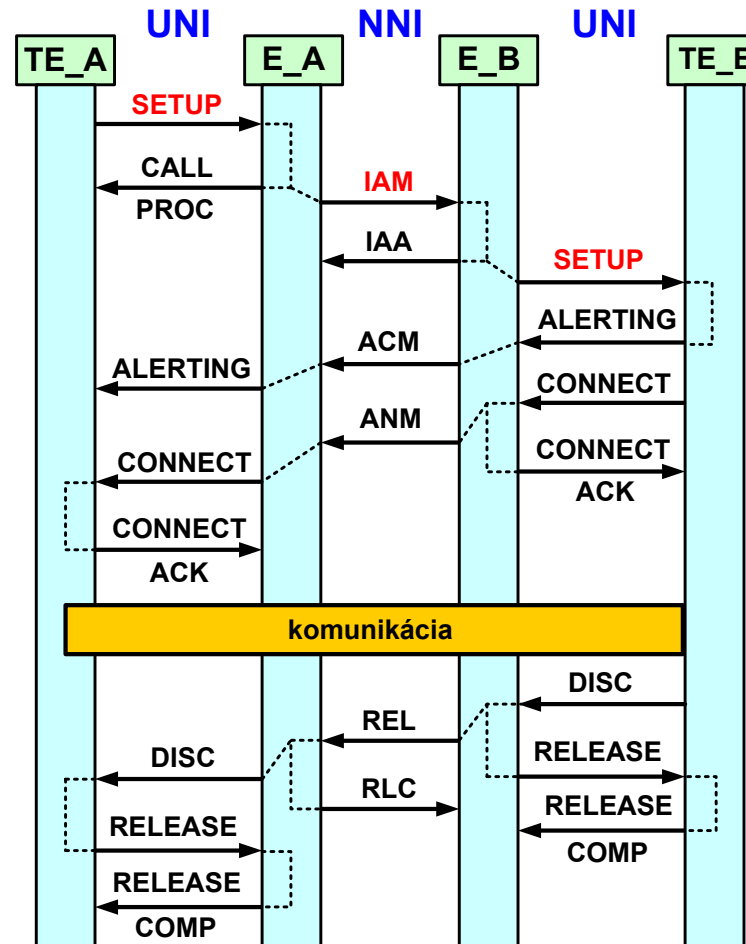 UNI NNI UNI
TE_A E_A E_B TE_B
SETUP
CALL
PROC
IAM
IAA
SETUP
ALERTING
ACM
ALERTING
CONNECT
ANM
CONNECT
ACK
CONNECT
CONNECT
ACK
komunikácia
DISC
REL
DISC
RELEASE
RLC
RELEASE
COMP
RELEASE
RELEASE
COMP